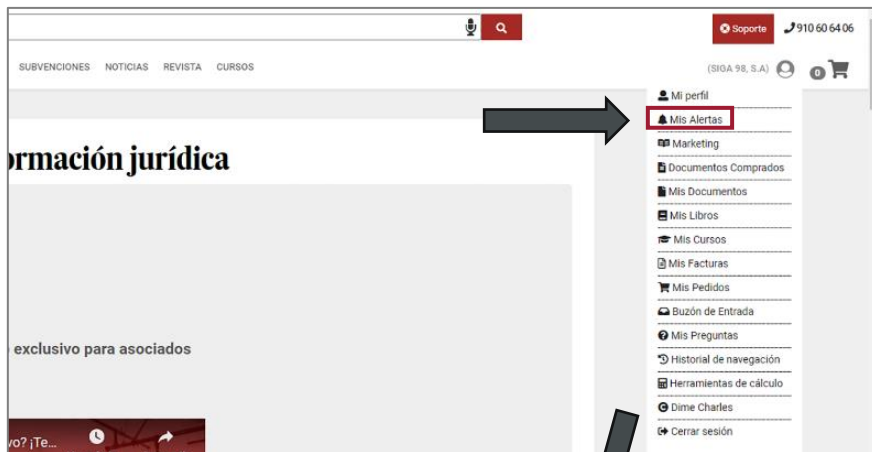 Soporte
910 60 64 06
SUBVENCIONES NOTICIAS REVISTA CURSOS
(SIGA 98, S.A)
0
Mi perfil
Mis Alertas
Marketing
Documentos Comprados
Mis Documentos
Mis Libros
Mis Cursos
Mis Facturas
Mis Pedidos
Buzón de Entrada
Mis Preguntas
Historial de navegación
Herramientas de cálculo
Dime Charles
Cerrar sesión
ormación jurídica
exclusivo para asociados
vo? ¡Te...